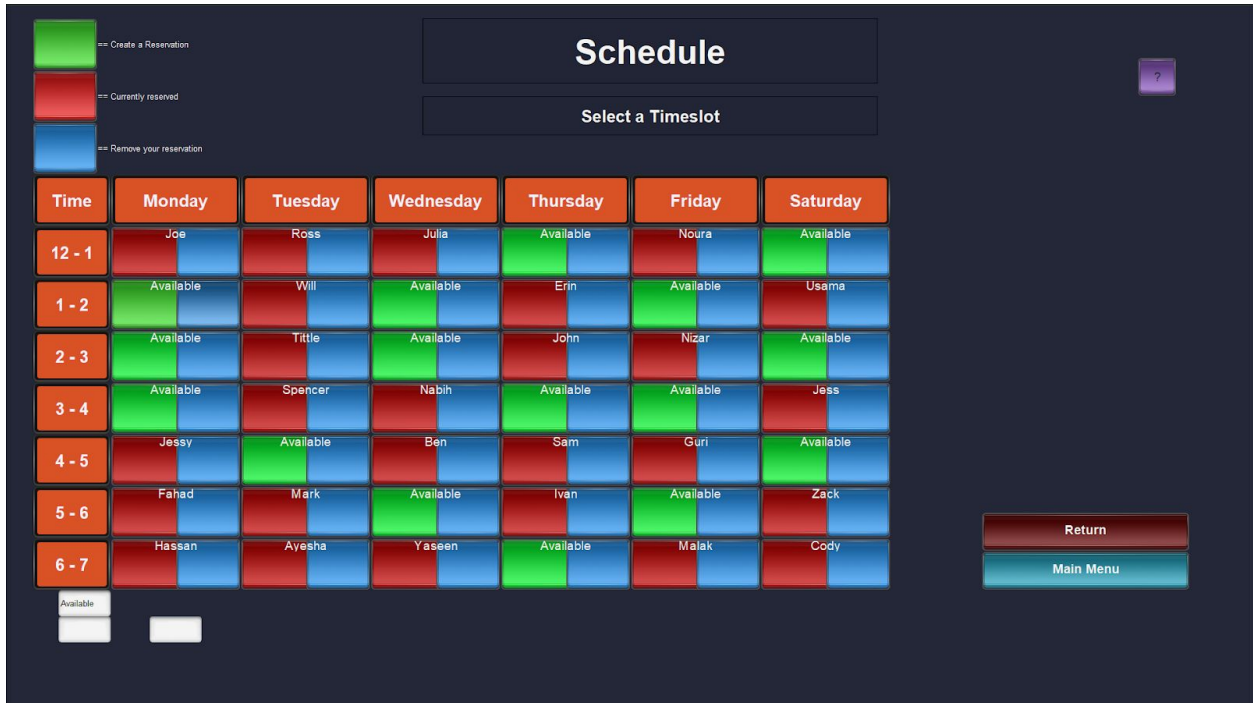 Schedule
== Create a Reservation
?
== Currently reserved
Select a Timeslot
== Remove your reservation
Time Monday Tuesday Wednesday Thursday Friday Saturday
12 - 1 Joe Ross Julia Available Noura Available
1 - 2 Available Will Available Erin Available Usama
2 - 3 Available Tittle Available John Nizar Available
3 - 4 Available Spencer Nabih Available Available Jess
4 - 5 Jessy Available Ben Sam Guri Available
5 - 6 Fahad Mark Available Ivan Available Zack
Return
6 - 7 Hassan Ayesha Yaseen Available Malak Cody
Main Menu
Available